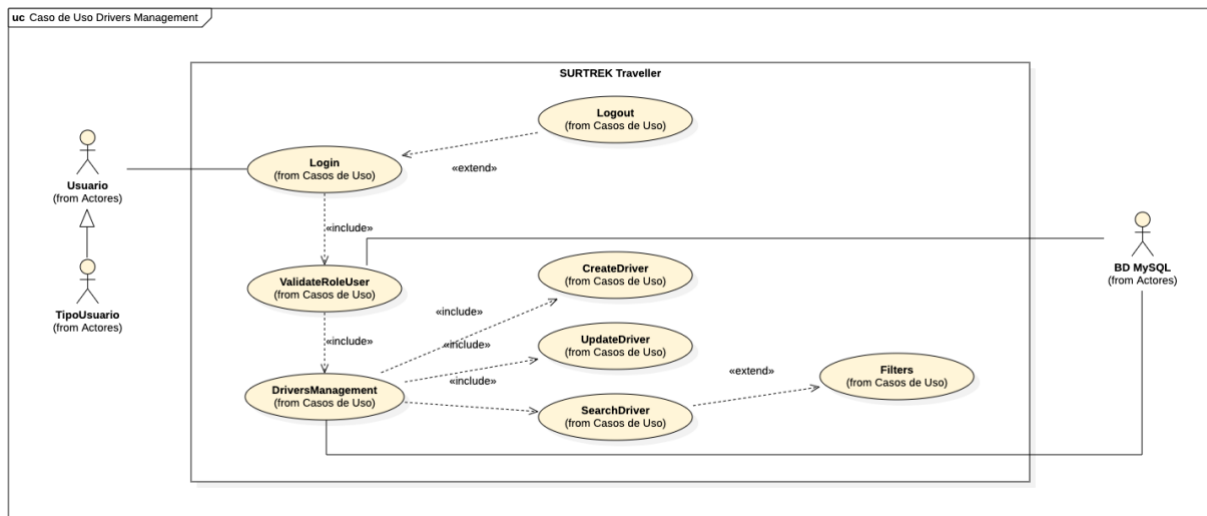 uc Caso de Uso Drivers Management
SURTREK Traveller
Logout
(from Casos de Uso)
Login
(from Casos de Uso)
«extend»
Usuario
(from Actores)
«include»
BD MySQL
(from Actores)
CreateDriver
(from Casos de Uso)
ValidateRoleUser
(from Casos de Uso)
TipoUsuario
(from Actores)
«include»
«include»
UpdateDriver
(from Casos de Uso)
«include»
«extend»
Filters
(from Casos de Uso)
«include»
DriversManagement
(from Casos de Uso)
SearchDriver
(from Casos de Uso)